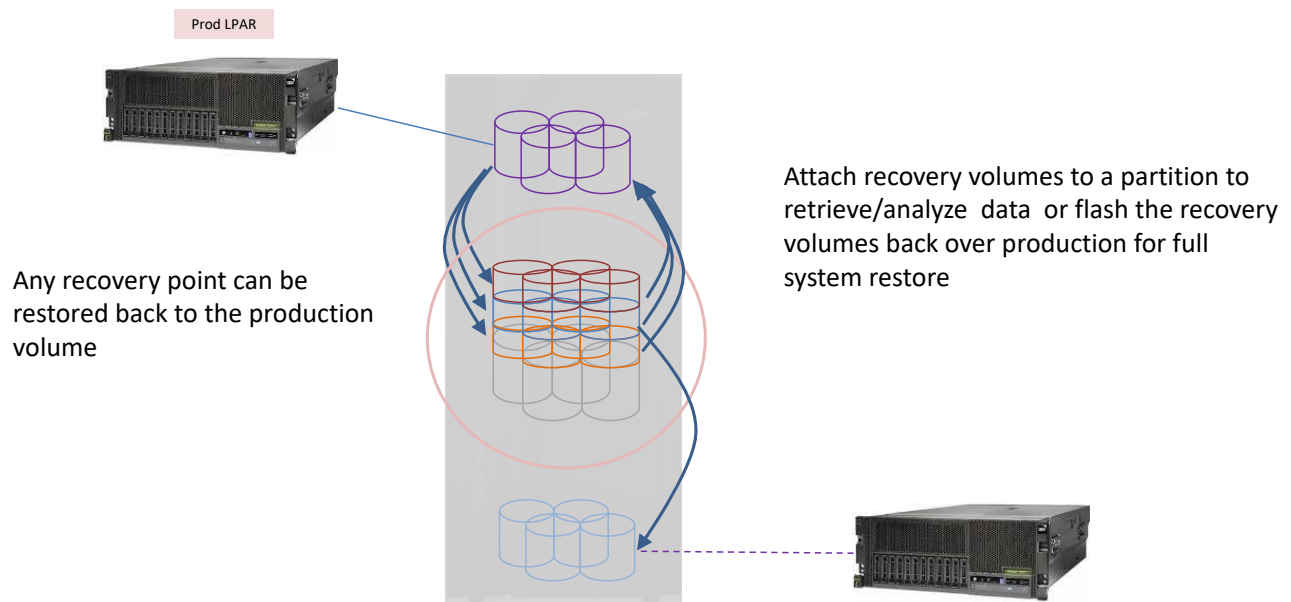 Prod LPAR
Any recovery point can be
restored back to the production
volume
Attach recovery volumes to a partition to
retrieve/analyze  data  or flash the recovery
volumes back over production for full
system restore